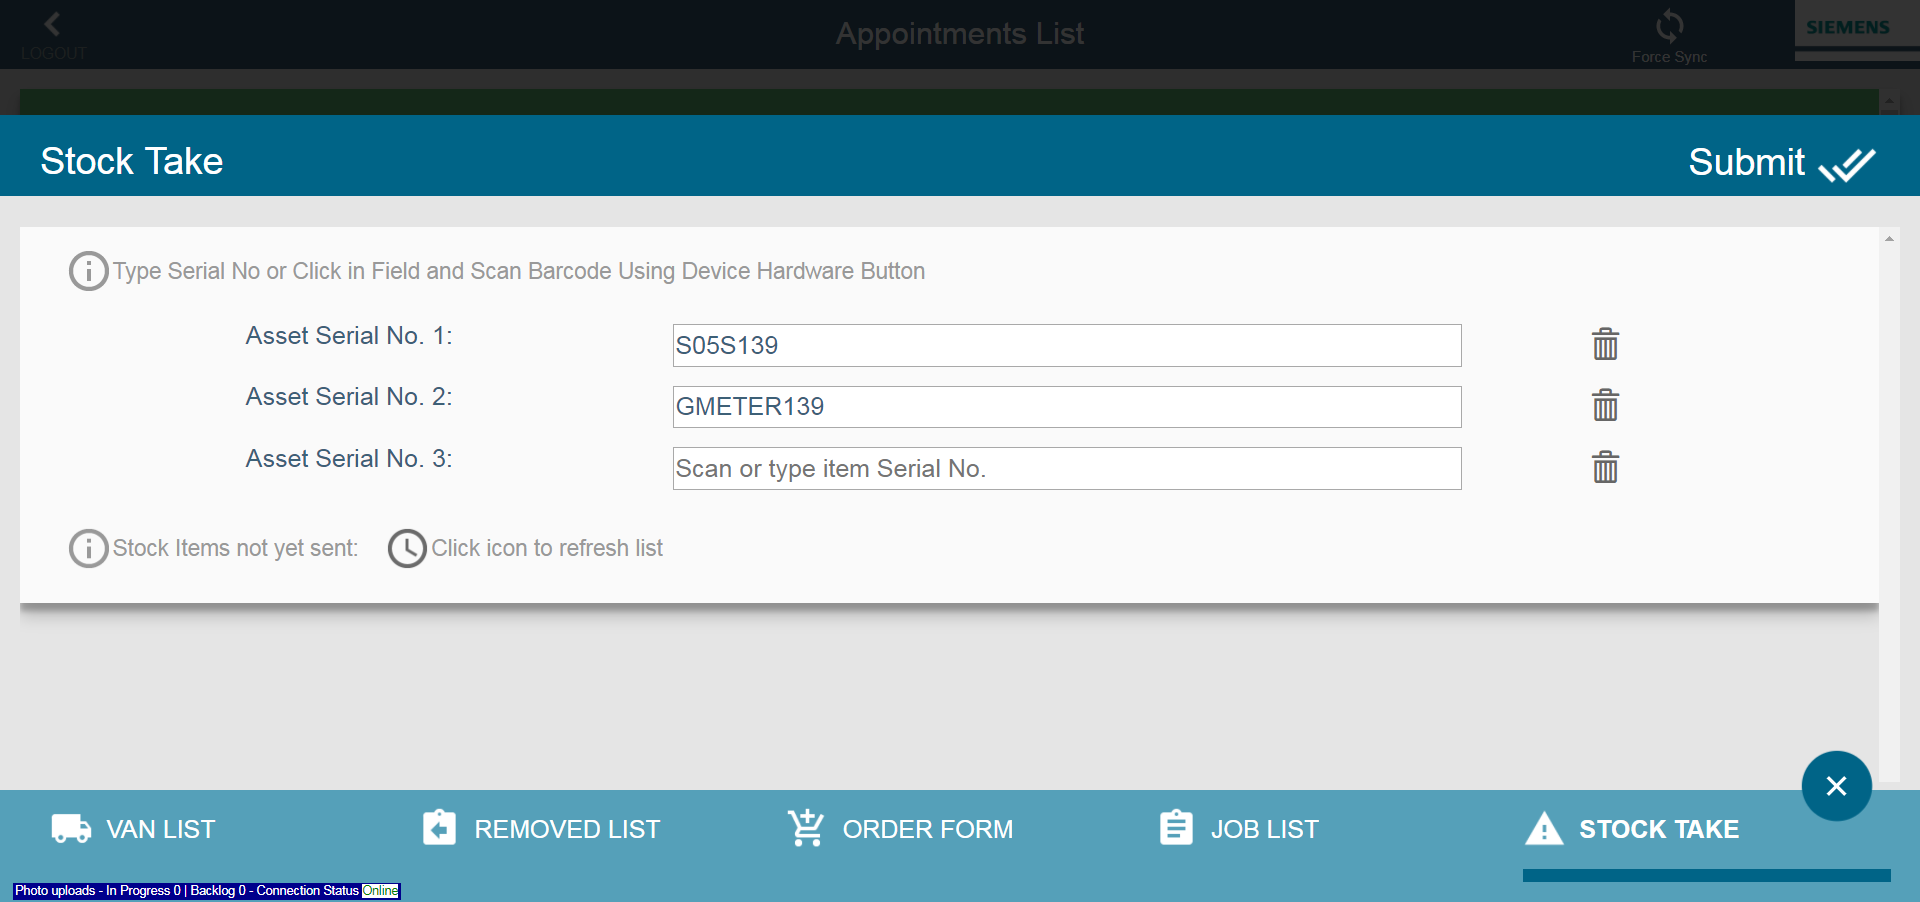 LOGOUT
Appointments List
Force Sync
SIEMENS
Stock Take
Submit
Type Serial No or Click in Field and Scan Barcode Using Device Hardware Button
Asset Serial No. 1:
S05S139
Asset Serial No. 2:
GMETER139
Asset Serial No. 3:
Scan or type item Serial No.
Stock Items not yet sent:
Click icon to refresh list
VAN LIST
REMOVED LIST
ORDER FORM
JOB LIST
STOCK TAKE
Photo uploads - In Progress 0 | Backlog 0 - Connection Status Online